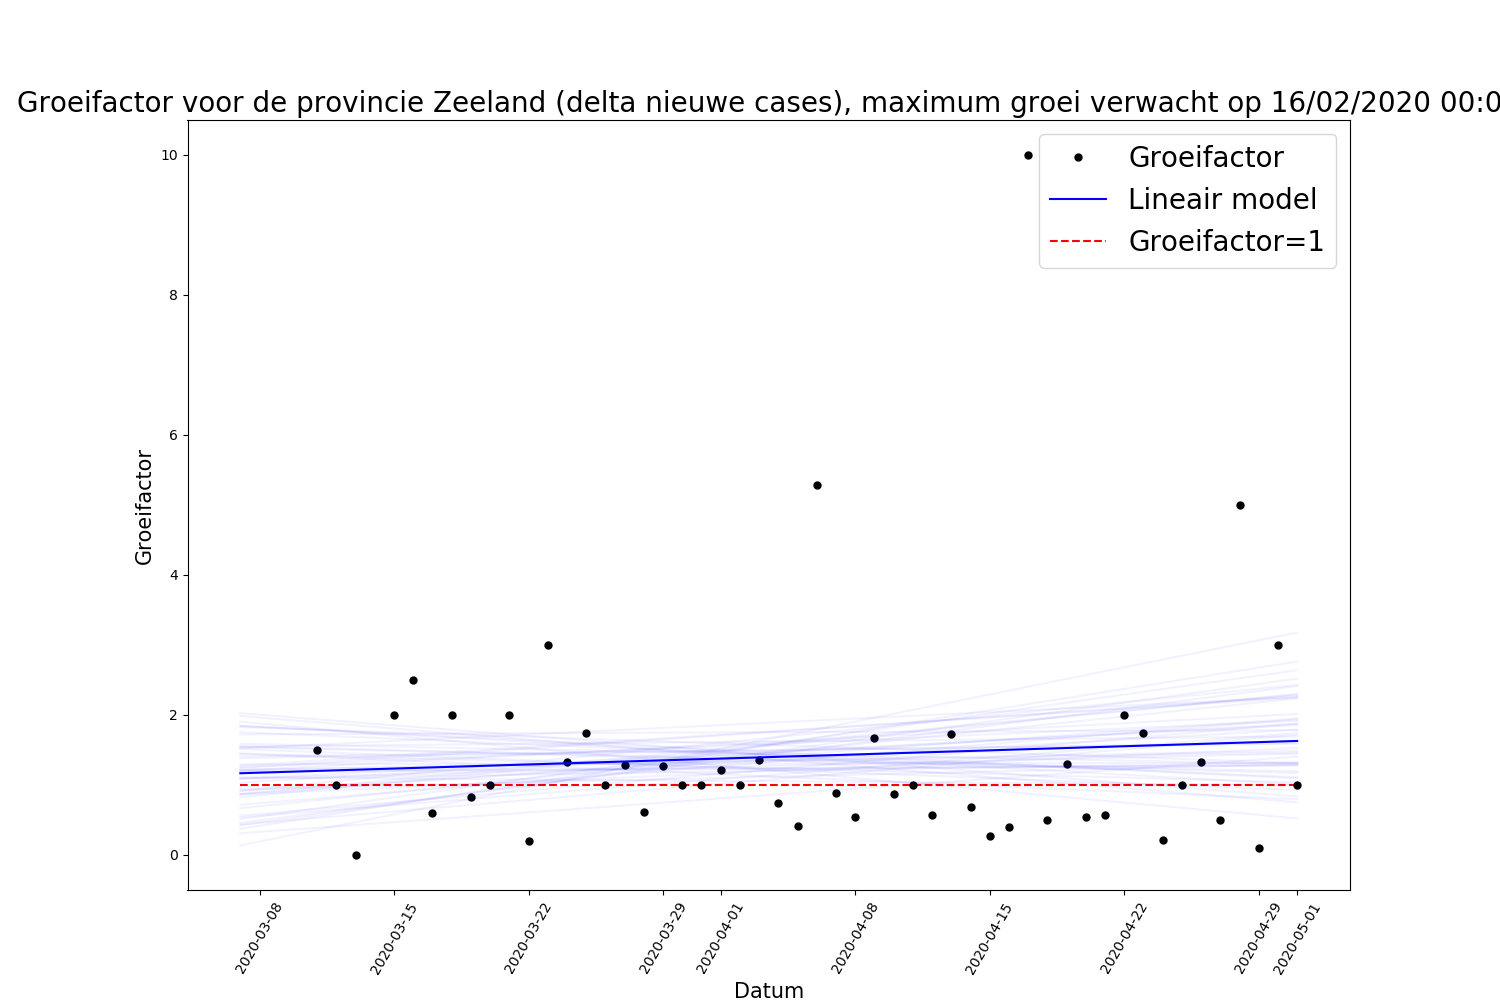 Groeifactor voor de provincie Zeeland (delta nieuwe cases), maximum groei verwacht op 16/02/2020 00:0
Groeifactor
Lineair model
Groeifactor=1
10
8
6
4
2
0
Groeifactor
2020-03-08
2020-03-15
2020-03-22
2020-03-29
2020-04-01
2020-04-08
2020-04-15
2020-04-22
2020-04-29
2020-05-01
Datum